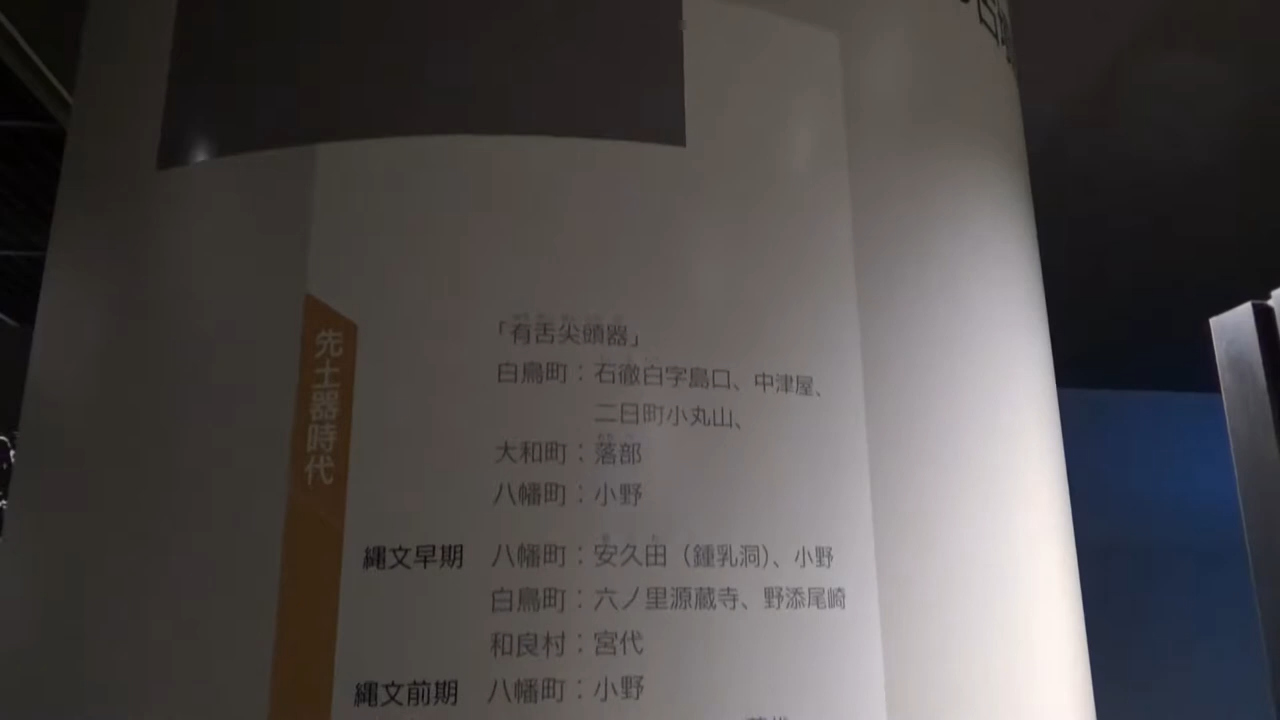 先土器時代
「有舌尖頭器」
白鳥町：石徹白字島口、中津屋、
二日町小丸山、
大和町：落部
八幡町：小野
縄文早期 八幡町：安久田（鍾乳洞）、小野
白鳥町：六ノ里源蔵寺、野添尾崎
和良村：宮代
縄文前期 八幡町：小野